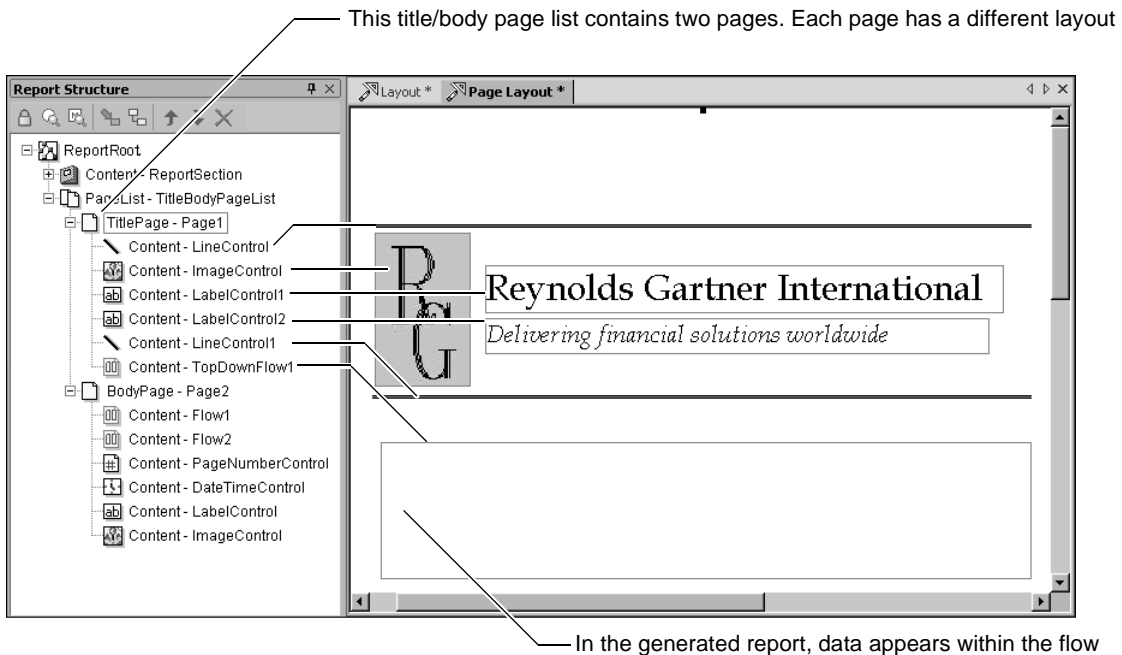 This title/body page list contains two pages. Each page has a different layout
Report Structure
ReportRoot
Content - ReportSection
PageList - TitleBodyPageList
TitlePage - Page1
Content - LineControl
Content - ImageControl
Content - LabelControl1
Content - LabelControl2
Content - LineControl1
Content - TopDownFlow1
BodyPage - Page2
Content - Flow1
Content - Flow2
Content - PageNumberControl
Content - DateTimeControl
Content - LabelControl
Content - ImageControl
Layout *
Page Layout *
RG
Reynolds Gartner International
Delivering financial solutions worldwide
In the generated report, data appears within the flow